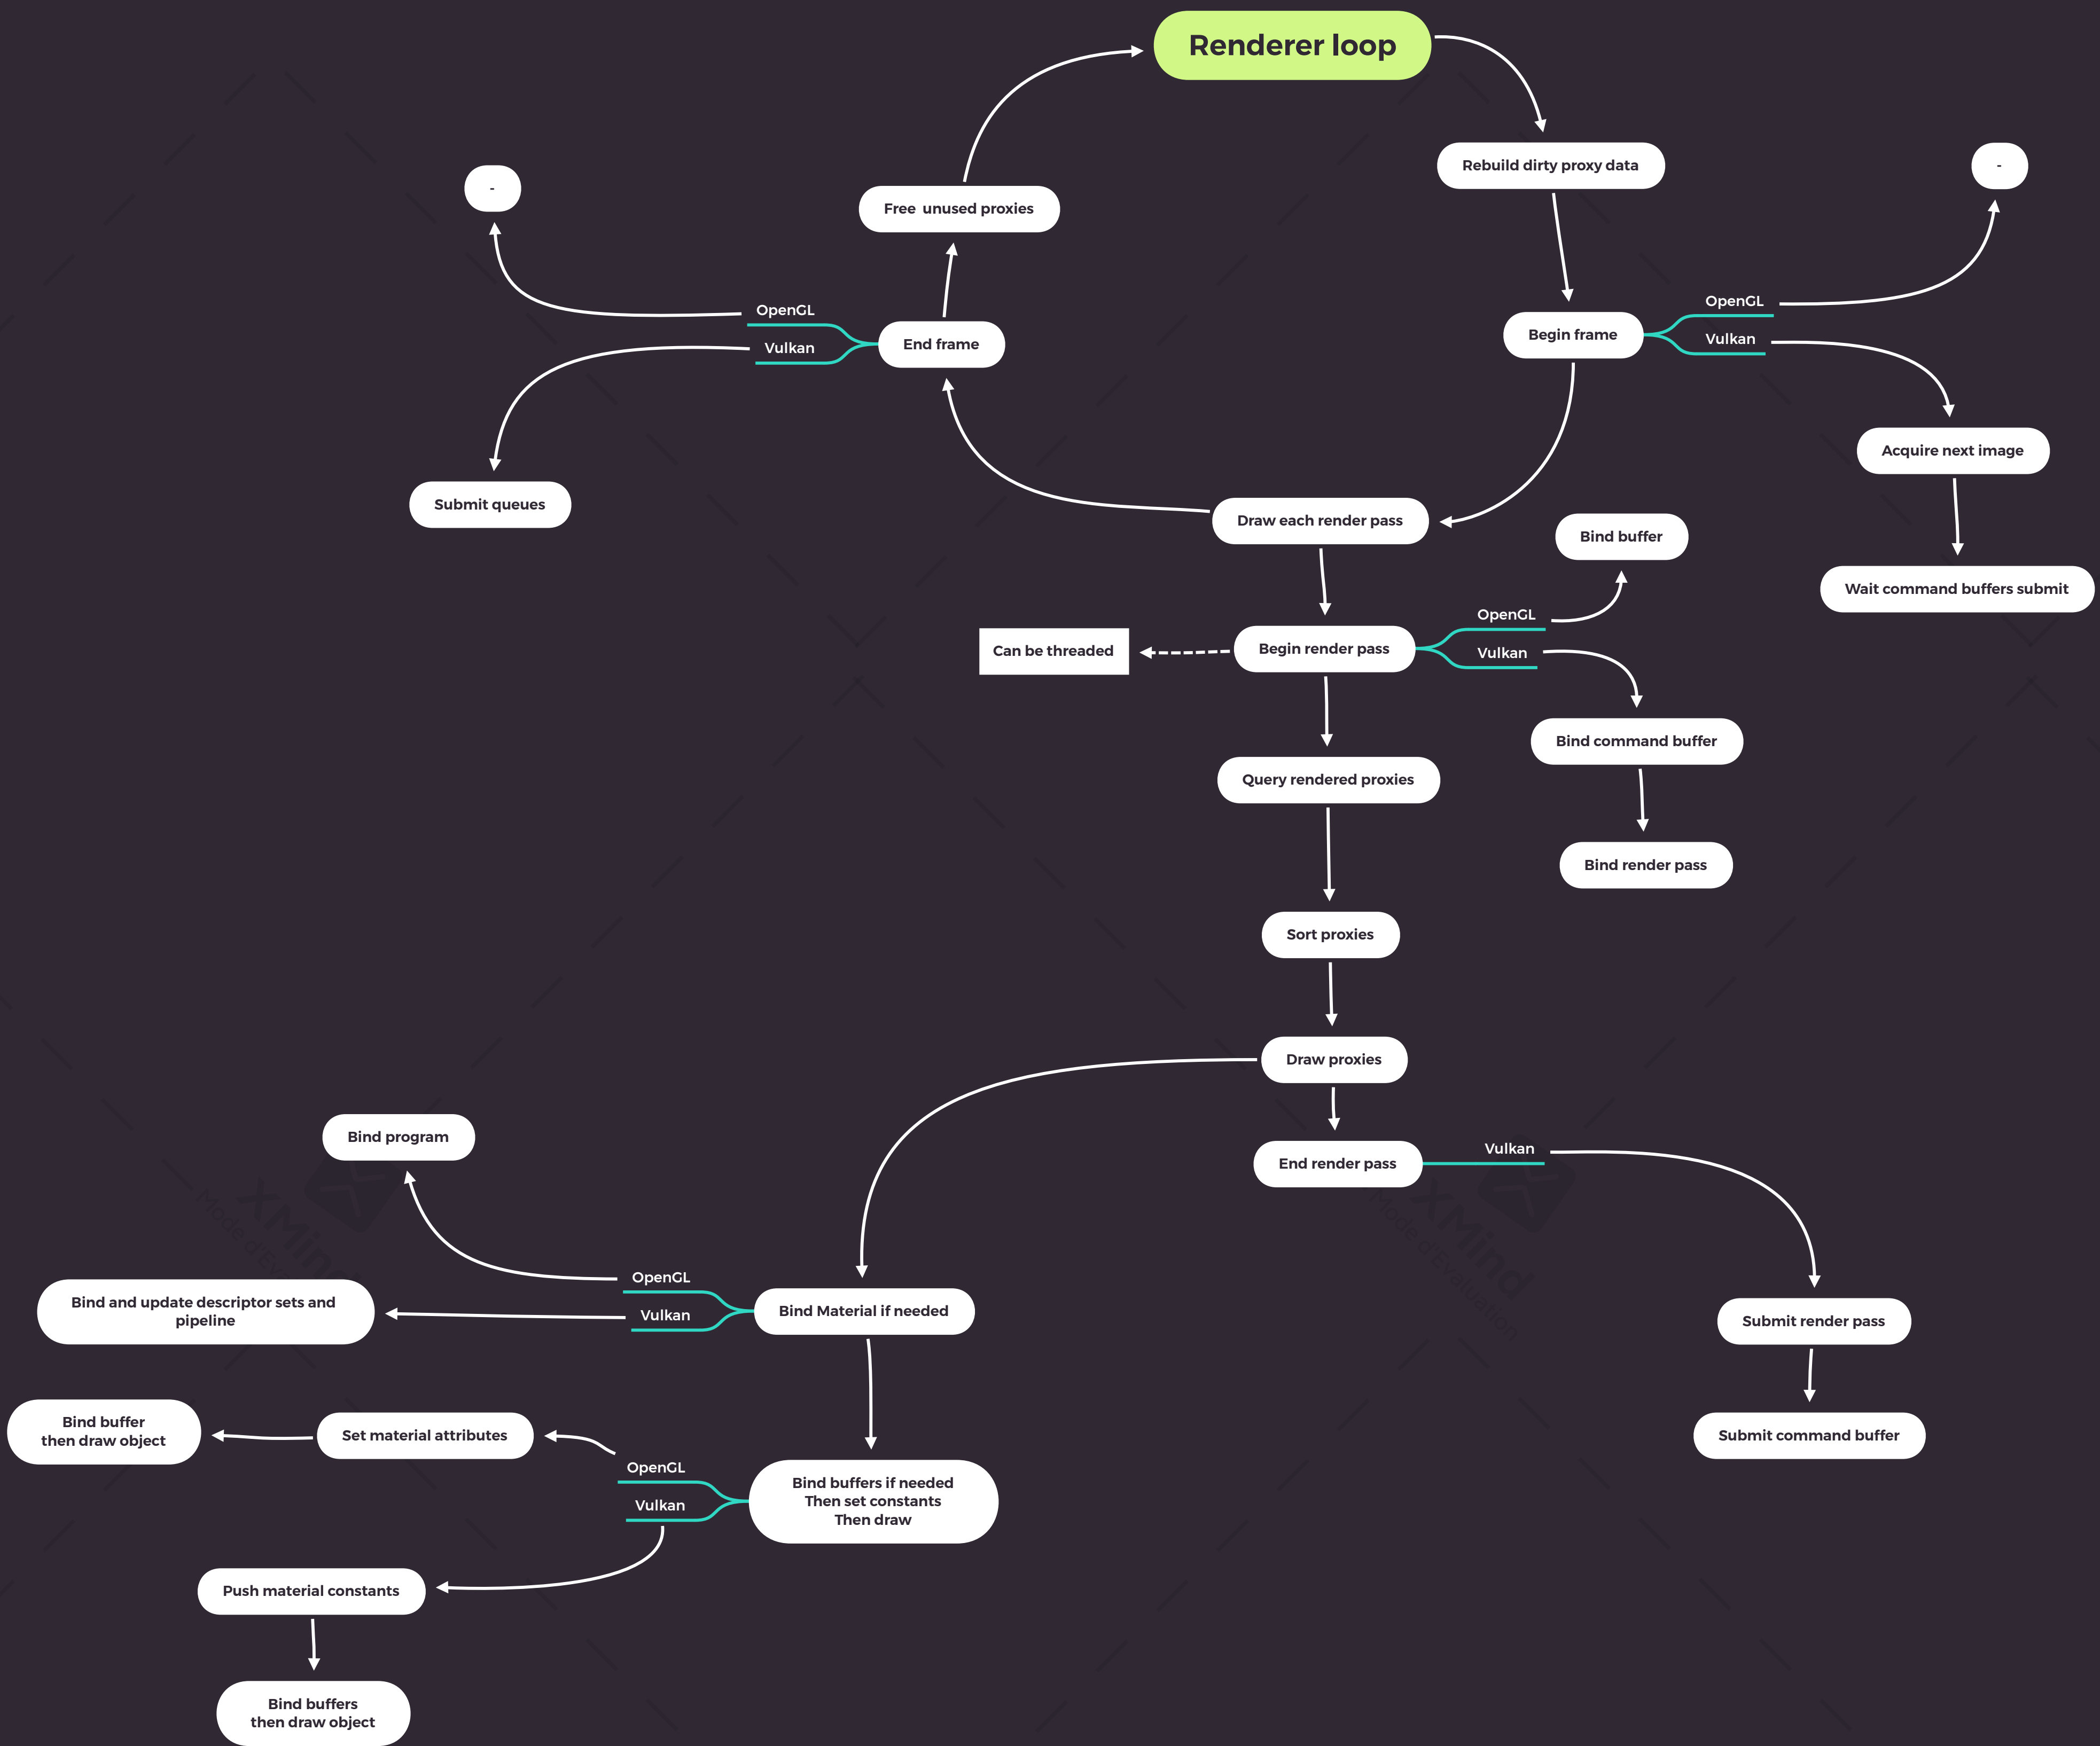 Renderer loop
Rebuild dirty proxy data
-
-
Free  unused proxies
OpenGL
Vulkan
End frame
Begin frame
OpenGL
Vulkan
Acquire next image
Submit queues
Draw each render pass
Bind buffer
Wait command buffers submit
Can be threaded
Begin render pass
OpenGL
Vulkan
Bind command buffer
Query rendered proxies
Bind render pass
Sort proxies
Draw proxies
Bind program
End render pass
Vulkan
OpenGL
Vulkan
Bind Material if needed
Bind and update descriptor sets and
pipeline
Submit render pass
Bind buffer
then draw object
Set material attributes
Submit command buffer
OpenGL
Vulkan
Bind buffers if needed
Then set constants
Then draw
Push material constants
Bind buffers
then draw object
XMind
Mode d'Evaluation